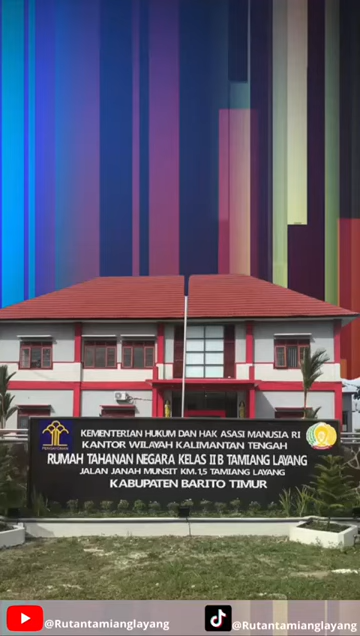 KEMENTERIAN HUKUM DAN HAK ASASI MANUSIA RI
KANTOR WILAYAH KALIMANTAN TENGAH
RUMAH TAHANAN NEGARA KELAS II B TAMIANG LAYANG
JALAN JANAH MUNSIT KM. 1,5 TAMIANG LAYANG
KABUPATEN BARITO TIMUR
@Rutantamianglayang @Rutantamianglayang